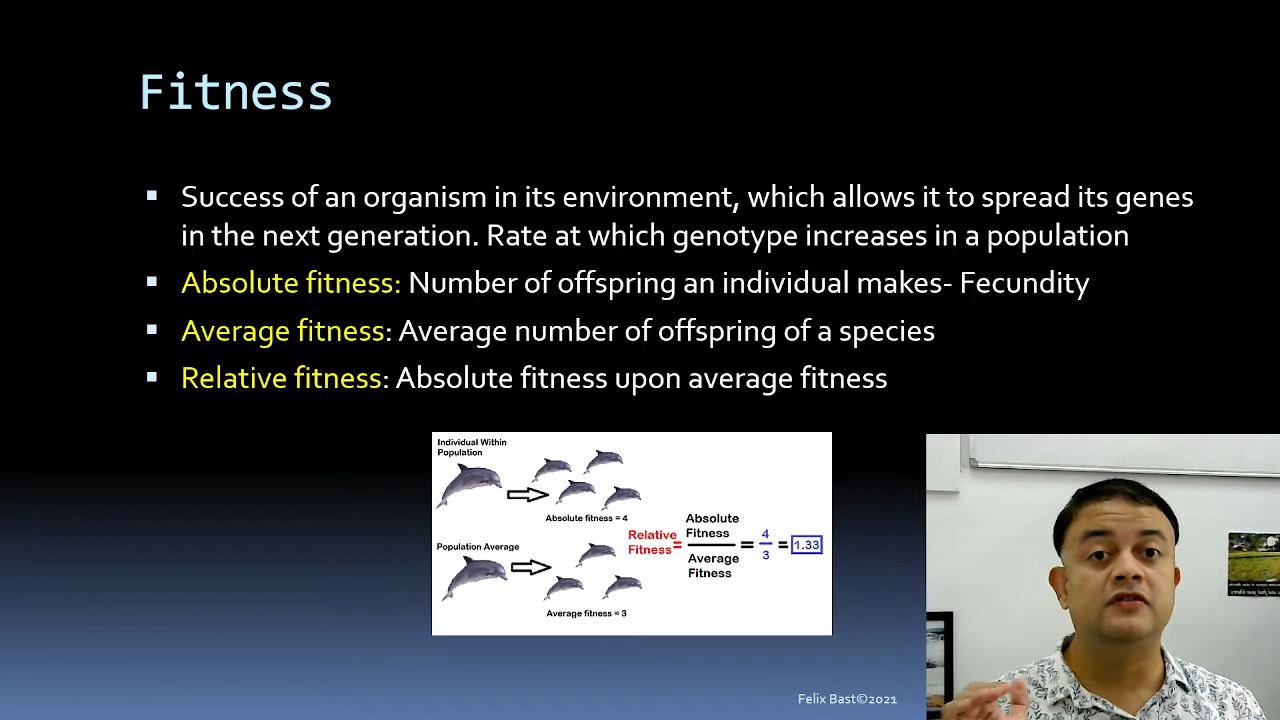 Fitness
▪ Success of an organism in its environment, which allows it to spread its genes
in the next generation. Rate at which genotype increases in a population
▪ Absolute fitness: Number of offspring an individual makes- Fecundity
▪ Average fitness: Average number of offspring of a species
▪ Relative fitness: Absolute fitness upon average fitness
Individual Within
Population
Absolute fitness = 4
Population Average
Average fitness = 3
Relative
Fitness
=
Absolute
Fitness
Average
Fitness
= 4
3
= 1.33
Felix Bast©2021